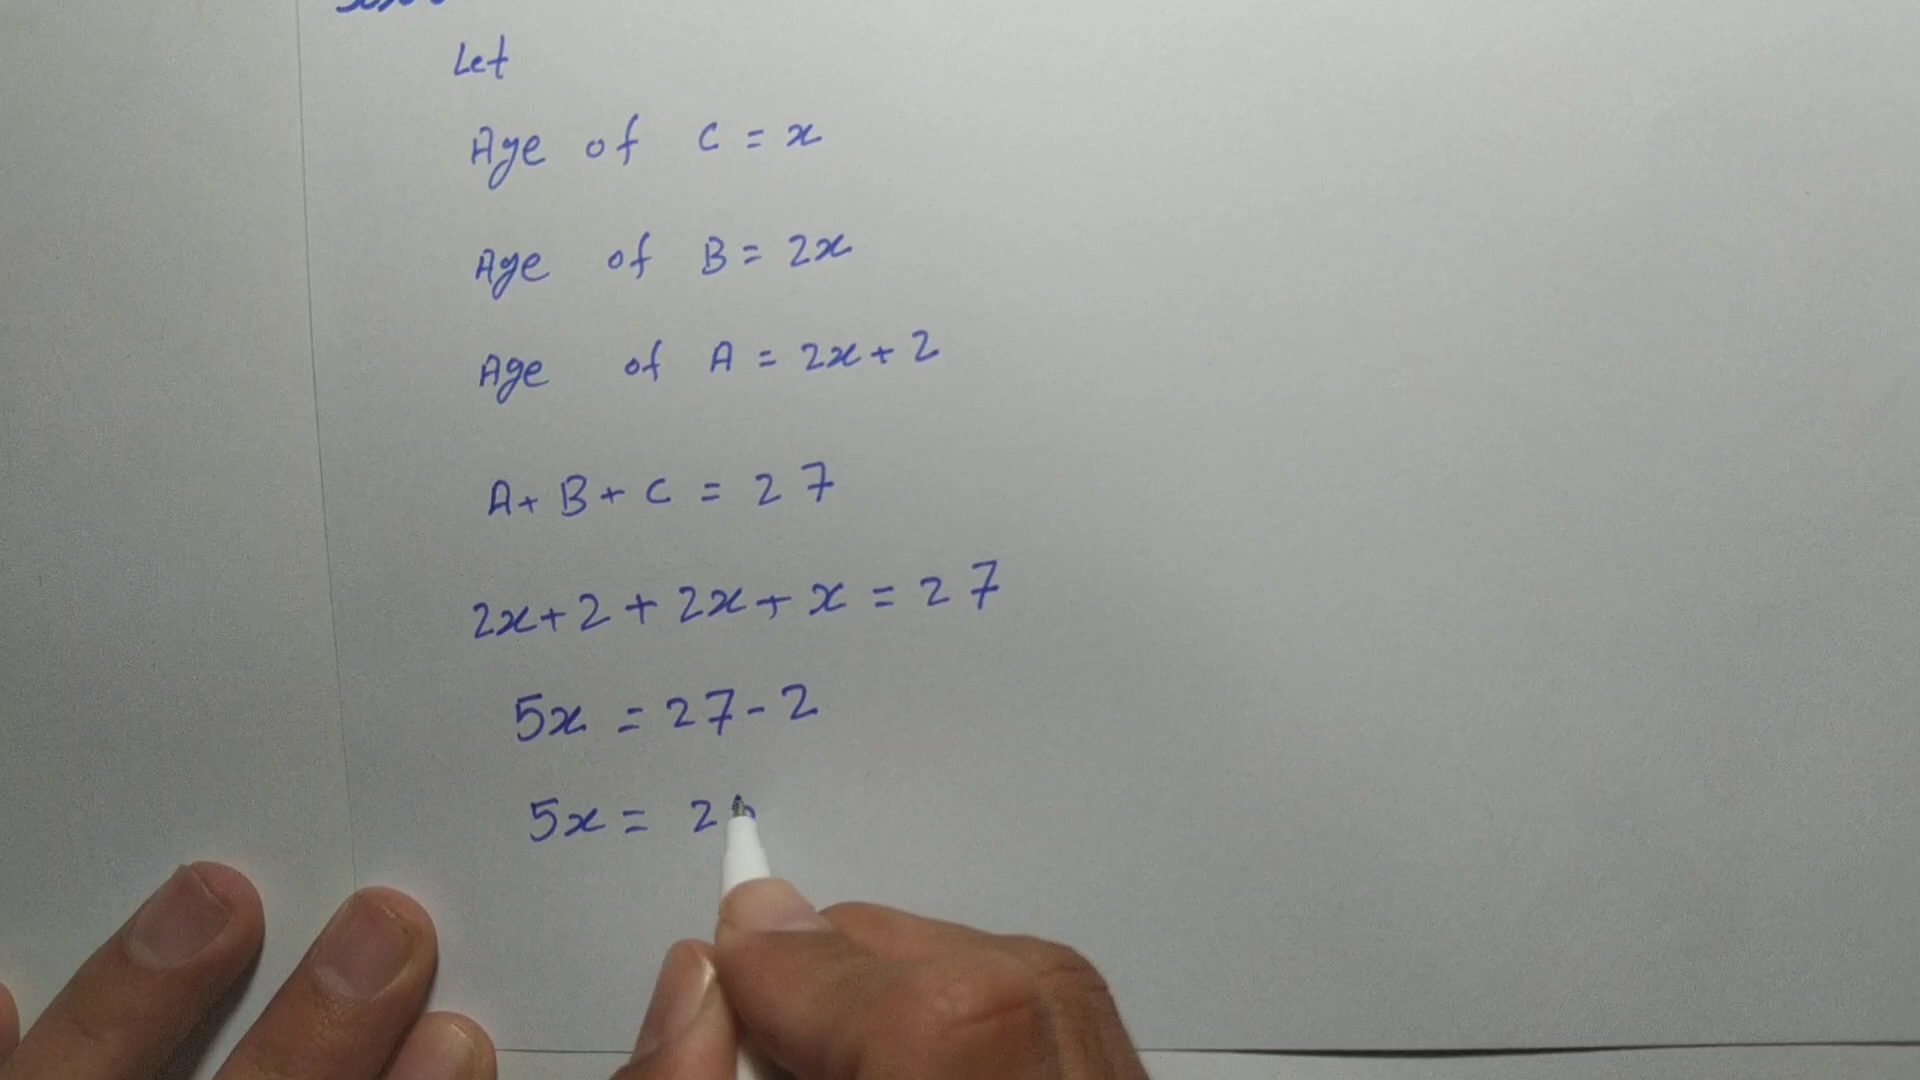 Let
Age of C = x
Age of B = 2x
Age of A = 2x + 2
A + B + C = 27
2x + 2 + 2x + x = 27
5x = 27 - 2
5x = 2